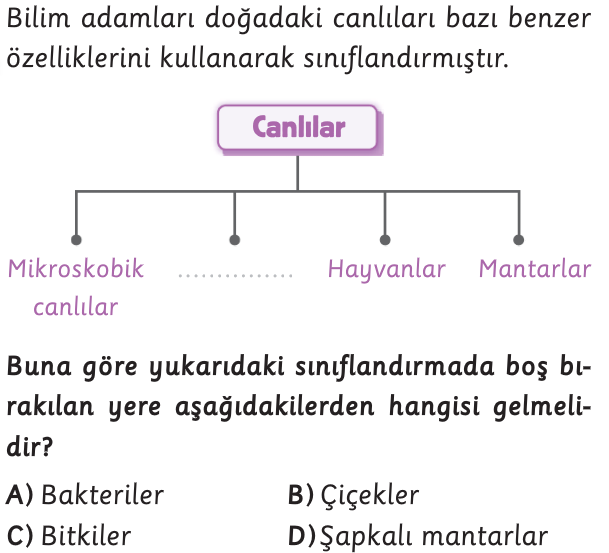 Bilim adamları doğadaki canlıları bazı benzer
özelliklerini kullanarak sınıflandırmıştır.
Canlılar
Mikroskobik ............... Hayvanlar Mantarlar
canlılar
Buna göre yukarıdaki sınıflandırmada boş bı-
rakılan yere aşağıdakilerden hangisi gelmeli-
dir?
A) Bakteriler B) Çiçekler
C) Bitkiler D) Şapkalı mantarlar